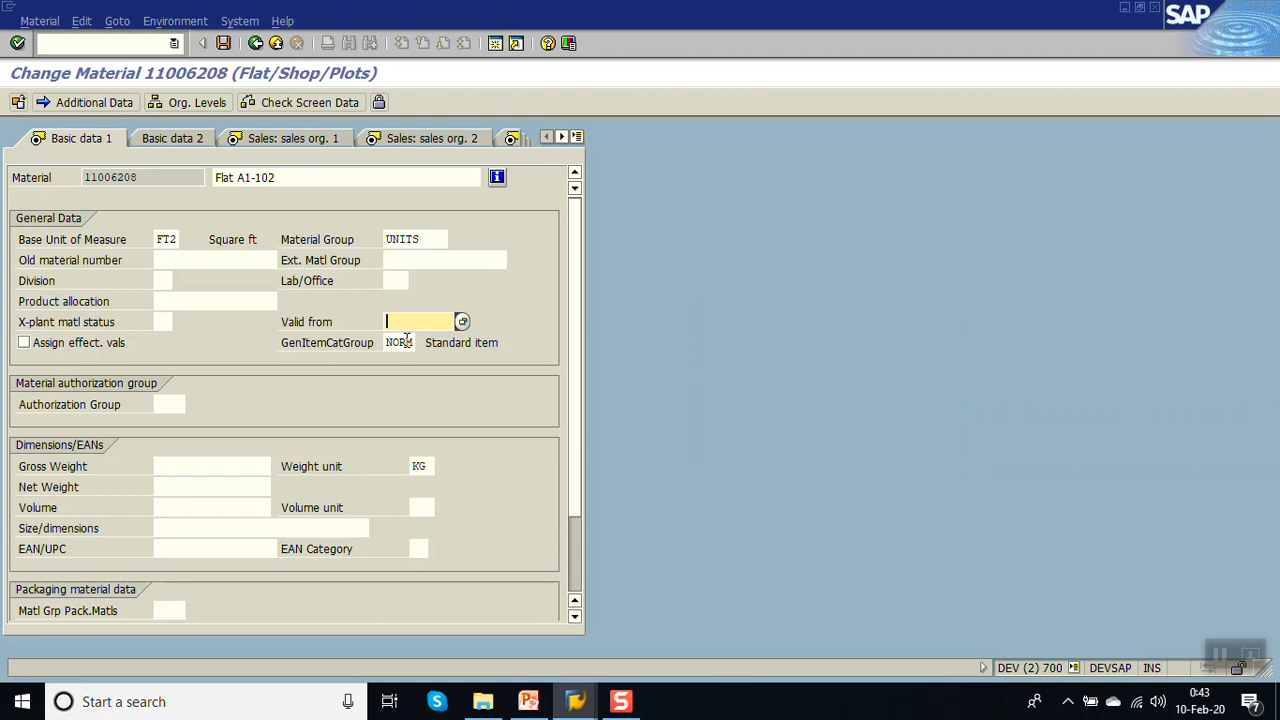 Material Edit Goto Environment System Help
SAP
Change Material 11006208 (Flat/Shop/Plots)
Additional Data Org. Levels Check Screen Data
Basic data 1 Basic data 2 Sales: sales org. 1 Sales: sales org. 2
Material 11006208 Flat A1-102
General Data
Base Unit of Measure FT2 Square ft Material Group UNITS
Old material number Ext. Matl Group
Division Lab/Office
Product allocation
X-plant matl status Valid from
Assign effect. vals GenItemCatGroup NORM Standard item
Material authorization group
Authorization Group
Dimensions/EANs
Gross Weight Weight unit KG
Net Weight
Volume Volume unit
Size/dimensions
EAN/UPC EAN Category
Packaging material data
Matl Grp Pack.Matls
DEV (2) 700 DEVSAP INS
Start a search
0:43
10-Feb-20
7